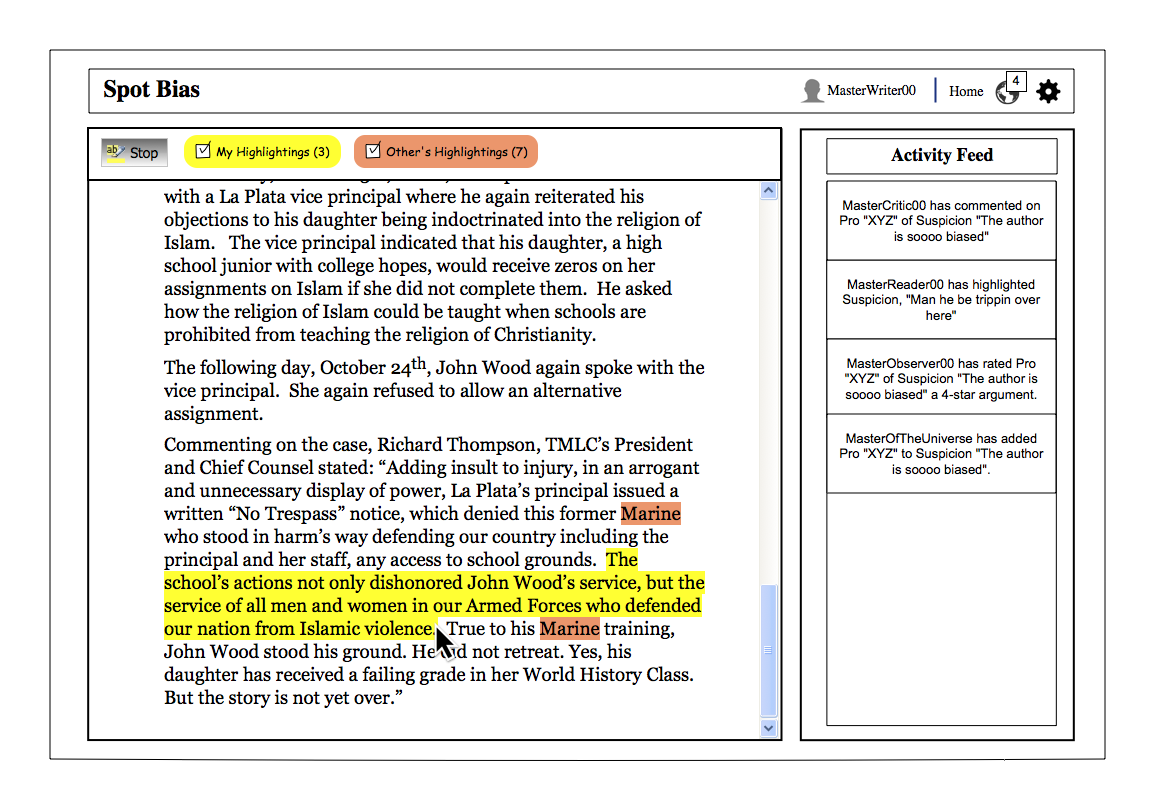 Spot Bias
MasterWriter00
Home
4
ab
Stop
My Highlightings (3)
Other's Highlightings (7)
with a La Plata vice principal where he again reiterated his
objections to his daughter being indoctrinated into the religion of
Islam.   The vice principal indicated that his daughter, a high
school junior with college hopes, would receive zeros on her
assignments on Islam if she did not complete them.  He asked
how the religion of Islam could be taught when schools are
prohibited from teaching the religion of Christianity.
The following day, October 24th, John Wood again spoke with the
vice principal.  She again refused to allow an alternative
assignment.
Commenting on the case, Richard Thompson, TMLC’s President
and Chief Counsel stated: “Adding insult to injury, in an arrogant
and unnecessary display of power, La Plata’s principal issued a
written “No Trespass” notice, which denied this former Marine
who stood in harm’s way defending our country including the
principal and her staff, any access to school grounds.  The
school’s actions not only dishonored John Wood’s service, but the
service of all men and women in our Armed Forces who defended
our nation from Islamic violence.  True to his Marine training,
John Wood stood his ground. He did not retreat. Yes, his
daughter has received a failing grade in her World History Class.
But the story is not yet over.”
Activity Feed
MasterCritic00 has commented on
Pro "XYZ" of Suspicion "The author
is soooo biased"
MasterReader00 has highlighted
Suspicion, "Man he be trippin over
here"
MasterObserver00 has rated Pro
"XYZ" of Suspicion "The author is
soooo biased" a 4-star argument.
MasterOfTheUniverse has added
Pro "XYZ" to Suspicion "The author
is soooo biased".